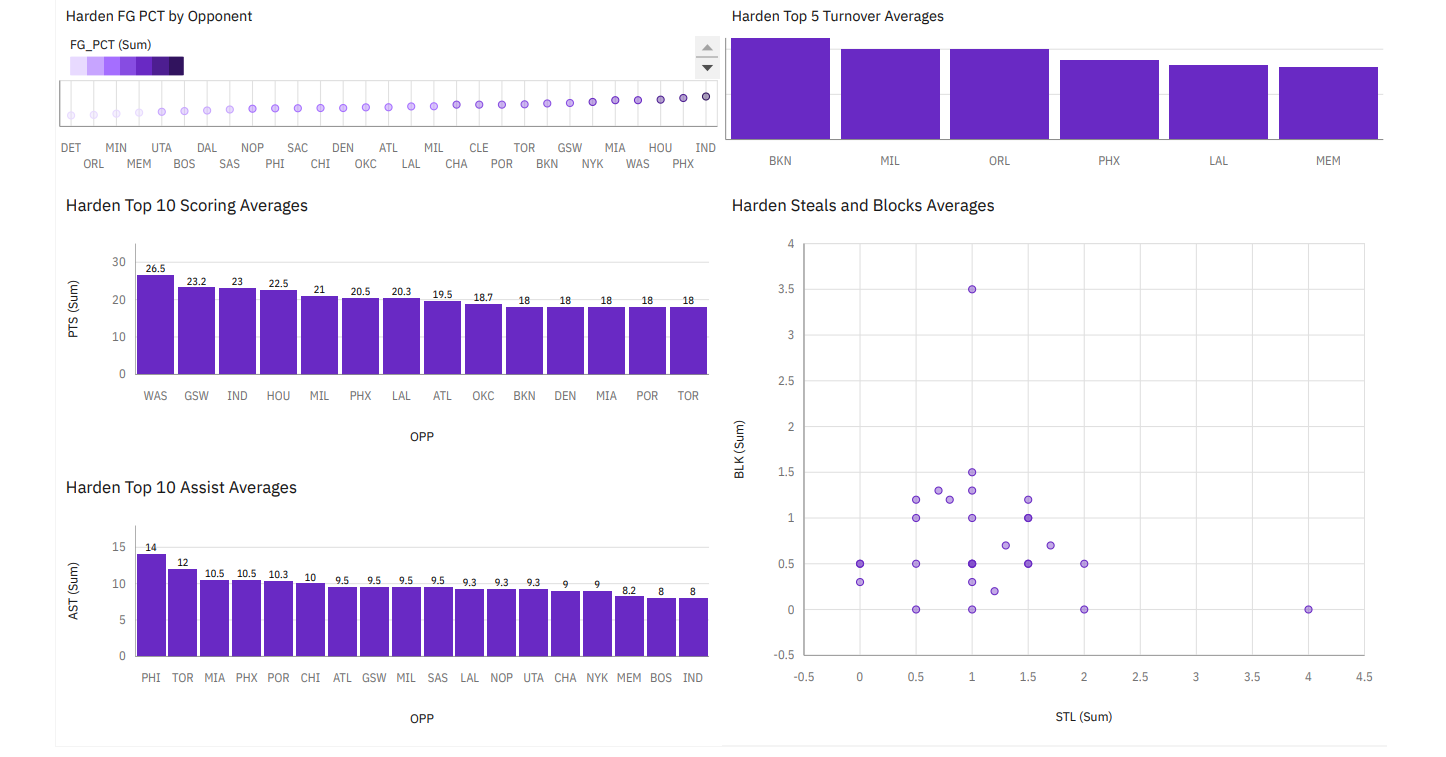 Harden FG PCT by Opponent
FG_PCT (Sum)
DET MIN UTA DAL NOP SAC DEN ATL MIL CLE TOR GSW MIA HOU IND
ORL MEM BOS SAS PHI CHI OKC LAL CHA POR BKN NYK WAS PHX
Harden Top 5 Turnover Averages
BKN MIL ORL PHX LAL MEM
Harden Top 10 Scoring Averages
PTS (Sum)
30
20
10
0
26.5 23.2 23 22.5 21 20.5 20.3 19.5 18.7 18 18 18 18 18
WAS GSW IND HOU MIL PHX LAL ATL OKC BKN DEN MIA POR TOR
OPP
Harden Top 10 Assist Averages
AST (Sum)
15
10
5
0
14 12 10.5 10.5 10.3 10 9.5 9.5 9.5 9.5 9.3 9.3 9.3 9 9 8.2 8 8
PHI TOR MIA PHX POR CHI ATL GSW MIL SAS LAL NOP UTA CHA NYK MEM BOS IND
OPP
Harden Steals and Blocks Averages
BLK (Sum)
4
3.5
3
2.5
2
1.5
1
0.5
0
-0.5
-0.5 0 0.5 1 1.5 2 2.5 3 3.5 4 4.5
STL (Sum)